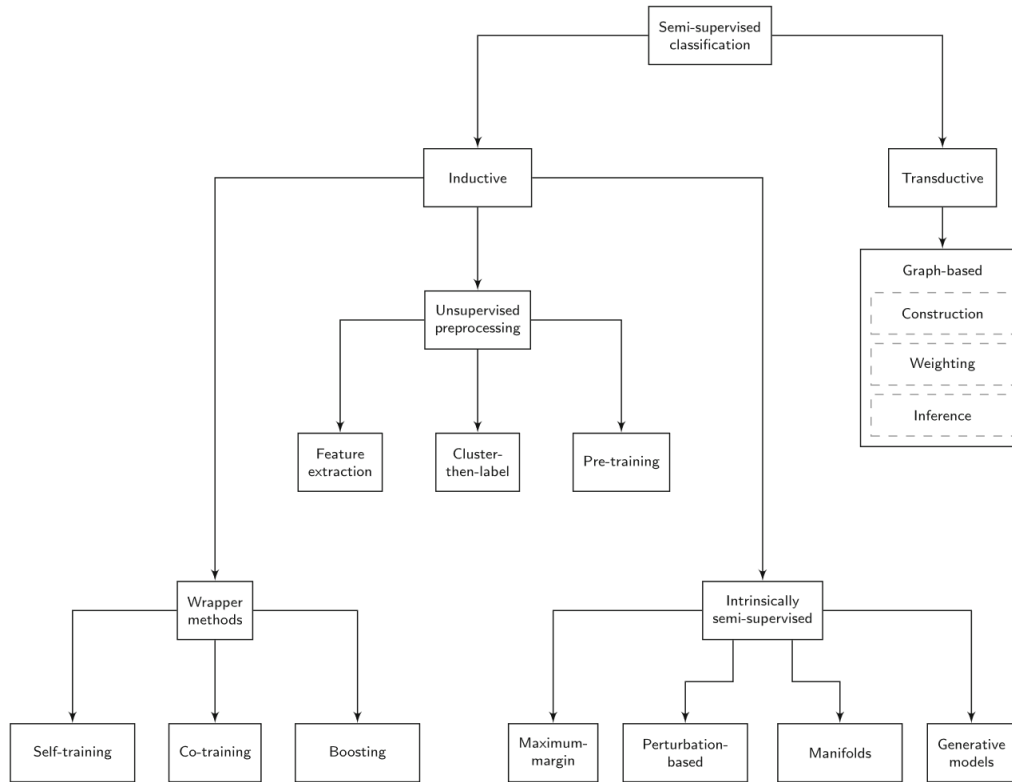 Semi-supervised
classification
Inductive
Transductive
Graph-based
Construction
Weighting
Inference
Unsupervised
preprocessing
Feature
extraction
Cluster-
then-label
Pre-training
Wrapper
methods
Intrinsically
semi-supervised
Self-training
Co-training
Boosting
Maximum-
margin
Perturbation-
based
Manifolds
Generative
models